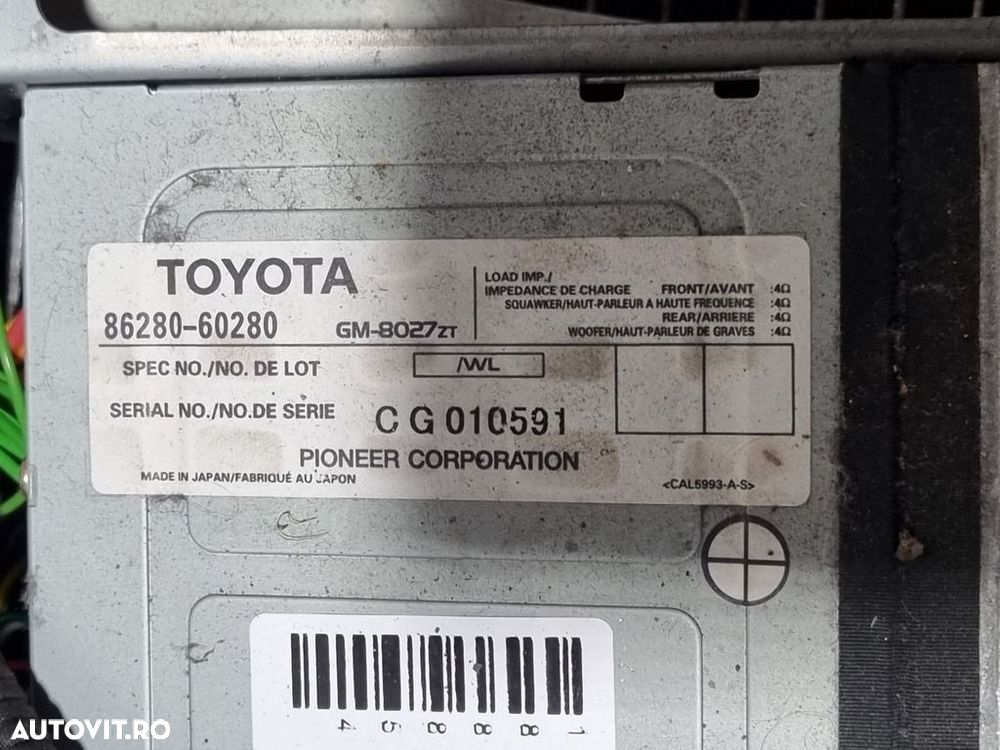 TOYOTA
86280-60280 GM-8027ZT
LOAD IMP./
IMPEDANCE DE CHARGE FRONT/AVANT :4Ω
SQUAWKER/HAUT-PARLEUR A HAUTE FREQUENCE :4Ω
REAR/ARRIERE :4Ω
WOOFER/HAUT-PARLEUR DE GRAVES :4Ω
SPEC NO./NO. DE LOT /WL
SERIAL NO./NO.DE SERIE CG010591
PIONEER CORPORATION
MADE IN JAPAN/FABRIQUÉ AU JAPON <CAL5993-A-S>
1888854
AUTOVIT.RO